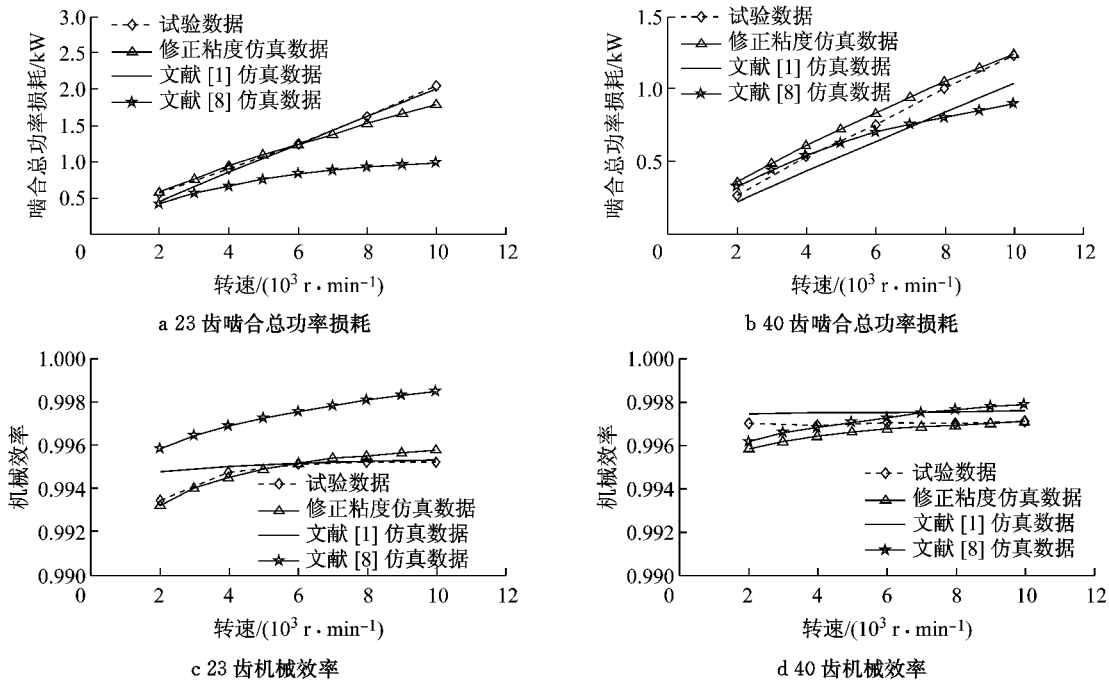 3.0
2.5
2.0
1.5
1.0
0.5
0
2
4
6
8
10
12
啮合总功率损耗/kW
试验数据
修正粘度仿真数据
文献 [1] 仿真数据
文献 [8] 仿真数据
转速/(10³ r·min⁻¹)
a 23 齿啮合总功率损耗
1.5
1.0
0.5
0
2
4
6
8
10
12
啮合总功率损耗/kW
试验数据
修正粘度仿真数据
文献 [1] 仿真数据
文献 [8] 仿真数据
转速/(10³ r·min⁻¹)
b 40 齿啮合总功率损耗
1.000
0.998
0.996
0.994
0.992
0.990
0
2
4
6
8
10
12
机械效率
试验数据
修正粘度仿真数据
文献 [1] 仿真数据
文献 [8] 仿真数据
转速/(10³ r·min⁻¹)
c 23 齿机械效率
1.000
0.998
0.996
0.994
0.992
0.990
0
2
4
6
8
10
12
机械效率
试验数据
修正粘度仿真数据
文献 [1] 仿真数据
文献 [8] 仿真数据
转速/(10³ r·min⁻¹)
d 40 齿机械效率